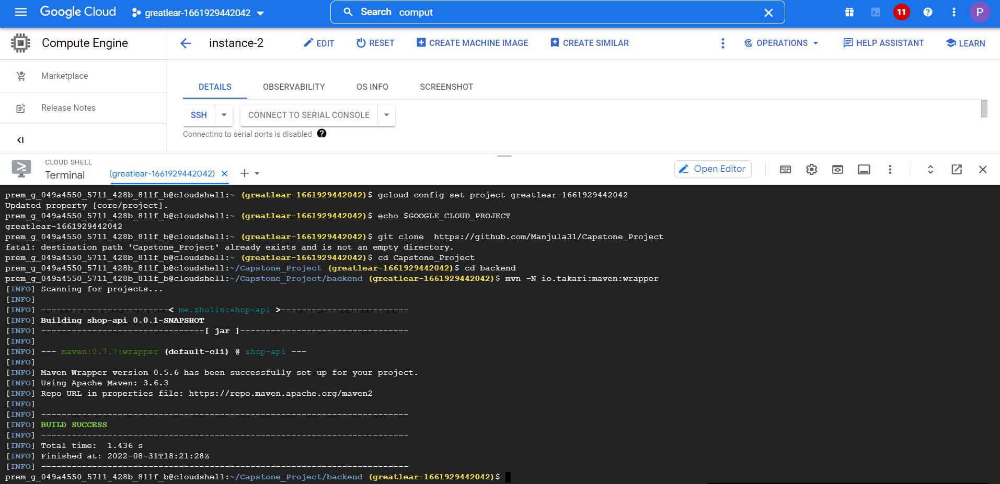 Google Cloud greatlear-1661929442042 Search comput 11 P
Compute Engine instance-2 EDIT RESET CREATE MACHINE IMAGE CREATE SIMILAR OPERATIONS HELP ASSISTANT LEARN
Marketplace
Release Notes
DETAILS OBSERVABILITY OS INFO SCREENSHOT
SSH CONNECT TO SERIAL CONSOLE
Connecting to serial ports is disabled
CLOUD SHELL
Terminal (greatlear-1661929442042) Open Editor
prem_g_049a4550_5711_428b_811f_b@cloudshell:~ (greatlear-1661929442042)$ gcloud config set project greatlear-1661929442042
Updated property [core/project].
prem_g_049a4550_5711_428b_811f_b@cloudshell:~ (greatlear-1661929442042)$ echo $GOOGLE_CLOUD_PROJECT
greatlear-1661929442042
prem_g_049a4550_5711_428b_811f_b@cloudshell:~ (greatlear-1661929442042)$ git clone  https://github.com/Manjula31/Capstone_Project
fatal: destination path 'Capstone_Project' already exists and is not an empty directory.
prem_g_049a4550_5711_428b_811f_b@cloudshell:~ (greatlear-1661929442042)$ cd Capstone_Project
prem_g_049a4550_5711_428b_811f_b@cloudshell:~/Capstone_Project (greatlear-1661929442042)$ cd backend
prem_g_049a4550_5711_428b_811f_b@cloudshell:~/Capstone_Project/backend (greatlear-1661929442042)$ mvn -N io.takari:maven:wrapper
[INFO] Scanning for projects...
[INFO]
[INFO] -------------------------< me.zhulin:shop-api >-------------------------
[INFO] Building shop-api 0.0.1-SNAPSHOT
[INFO] --------------------------------[ jar ]---------------------------------
[INFO]
[INFO] --- maven:0.7.7:wrapper (default-cli) @ shop-api ---
[INFO]
[INFO] Maven Wrapper version 0.5.6 has been successfully set up for your project.
[INFO] Using Apache Maven: 3.6.3
[INFO] Repo URL in properties file: https://repo.maven.apache.org/maven2
[INFO]
[INFO] ------------------------------------------------------------------------
[INFO] BUILD SUCCESS
[INFO] ------------------------------------------------------------------------
[INFO] Total time:  1.436 s
[INFO] Finished at: 2022-08-31T18:21:28Z
[INFO] ------------------------------------------------------------------------
prem_g_049a4550_5711_428b_811f_b@cloudshell:~/Capstone_Project/backend (greatlear-1661929442042)$